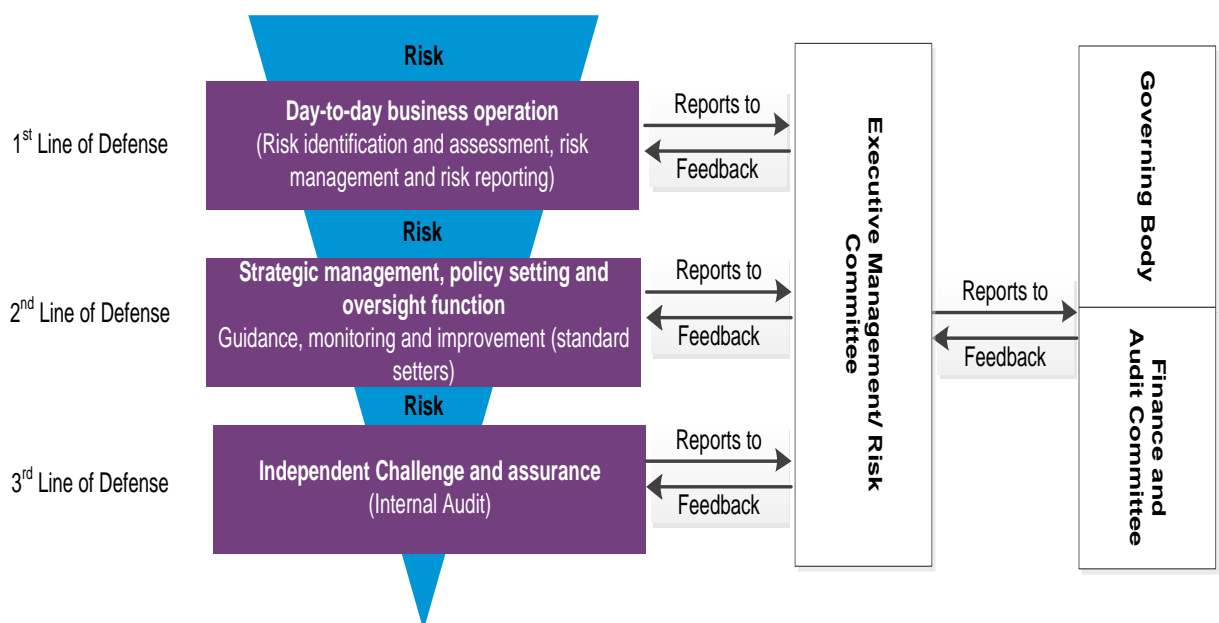 Risk
1st Line of Defense
Day-to-day business operation
(Risk identification and assessment, risk
management and risk reporting)
Reports to
Feedback
Risk
2nd Line of Defense
Strategic management, policy setting and
oversight function
Guidance, monitoring and improvement (standard
setters)
Reports to
Feedback
Risk
3rd Line of Defense
Independent Challenge and assurance
(Internal Audit)
Reports to
Feedback
Executive Management/ Risk
Committee
Reports to
Feedback
Governing Body
Finance and
Audit Committee